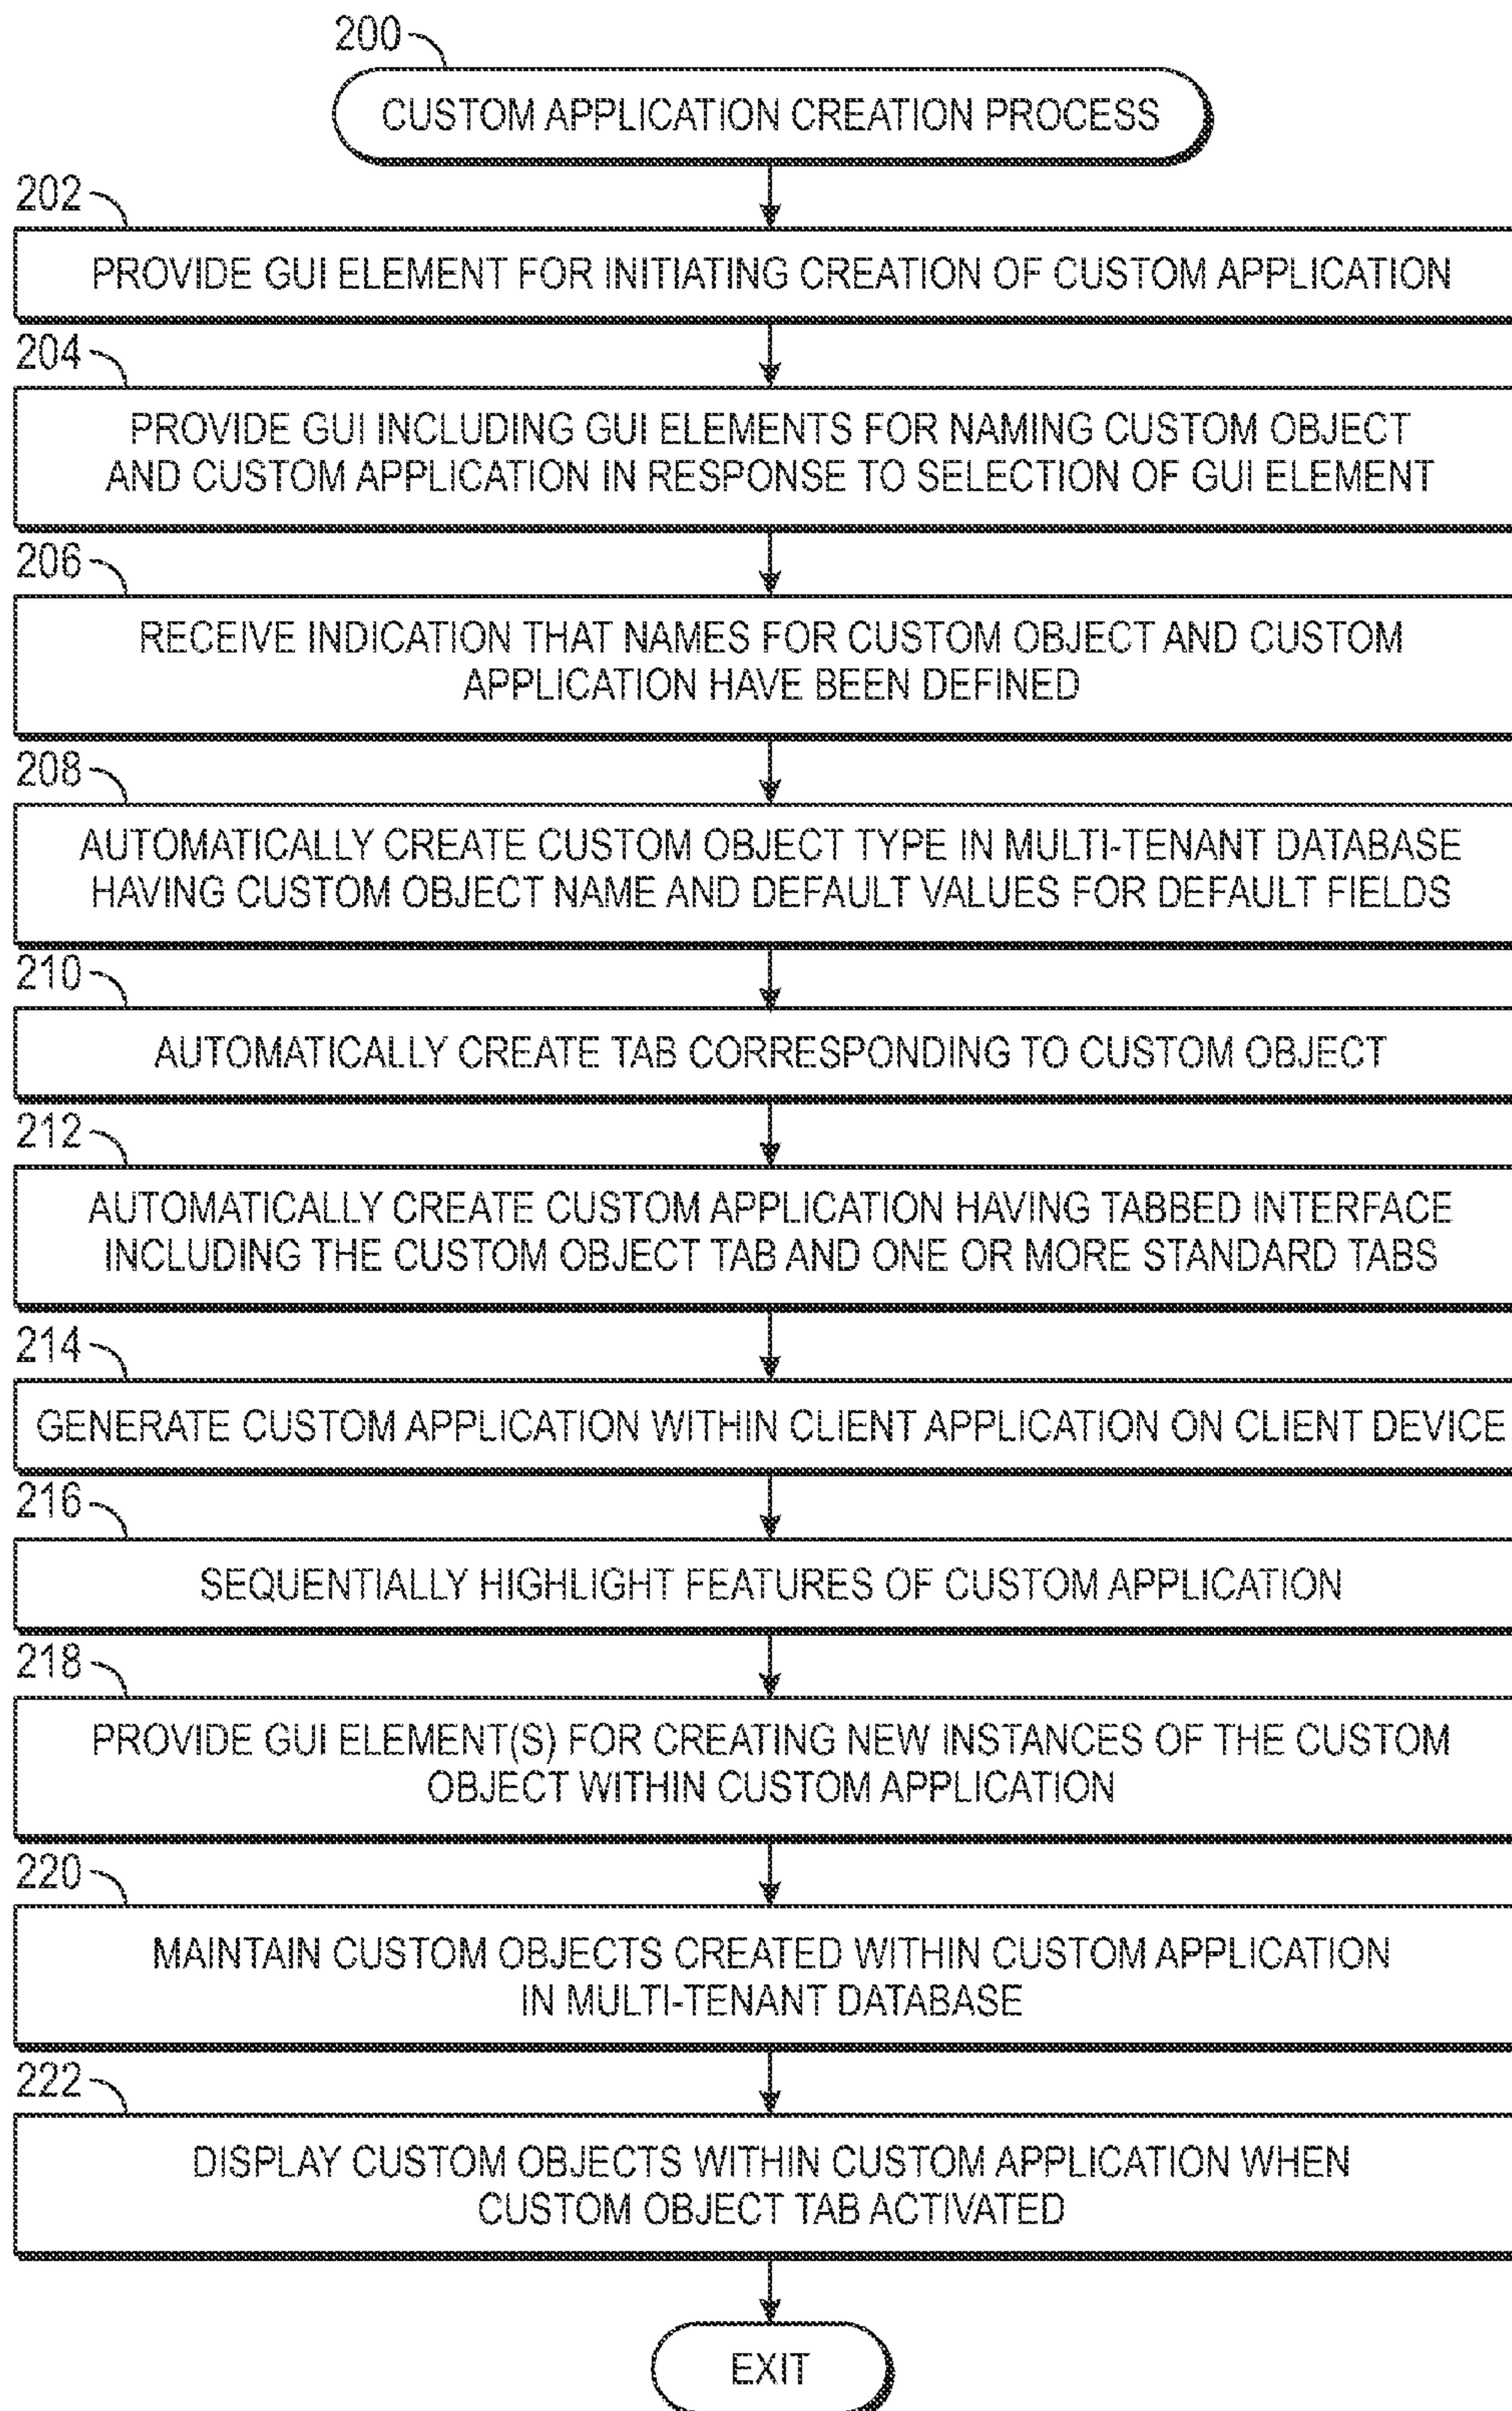 200
CUSTOM APPLICATION CREATION PROCESS
202
PROVIDE GUI ELEMENT FOR INITIATING CREATION OF CUSTOM APPLICATION
204
PROVIDE GUI INCLUDING GUI ELEMENTS FOR NAMING CUSTOM OBJECT
AND CUSTOM APPLICATION IN RESPONSE TO SELECTION OF GUI ELEMENT
206
RECEIVE INDICATION THAT NAMES FOR CUSTOM OBJECT AND CUSTOM
APPLICATION HAVE BEEN DEFINED
208
AUTOMATICALLY CREATE CUSTOM OBJECT TYPE IN MULTI-TENANT DATABASE
HAVING CUSTOM OBJECT NAME AND DEFAULT VALUES FOR DEFAULT FIELDS
210
AUTOMATICALLY CREATE TAB CORRESPONDING TO CUSTOM OBJECT
212
AUTOMATICALLY CREATE CUSTOM APPLICATION HAVING TABBED INTERFACE
INCLUDING THE CUSTOM OBJECT TAB AND ONE OR MORE STANDARD TABS
214
GENERATE CUSTOM APPLICATION WITHIN CLIENT APPLICATION ON CLIENT DEVICE
216
SEQUENTIALLY HIGHLIGHT FEATURES OF CUSTOM APPLICATION
218
PROVIDE GUI ELEMENT(S) FOR CREATING NEW INSTANCES OF THE CUSTOM
OBJECT WITHIN CUSTOM APPLICATION
220
MAINTAIN CUSTOM OBJECTS CREATED WITHIN CUSTOM APPLICATION
IN MULTI-TENANT DATABASE
222
DISPLAY CUSTOM OBJECTS WITHIN CUSTOM APPLICATION WHEN
CUSTOM OBJECT TAB ACTIVATED
EXIT